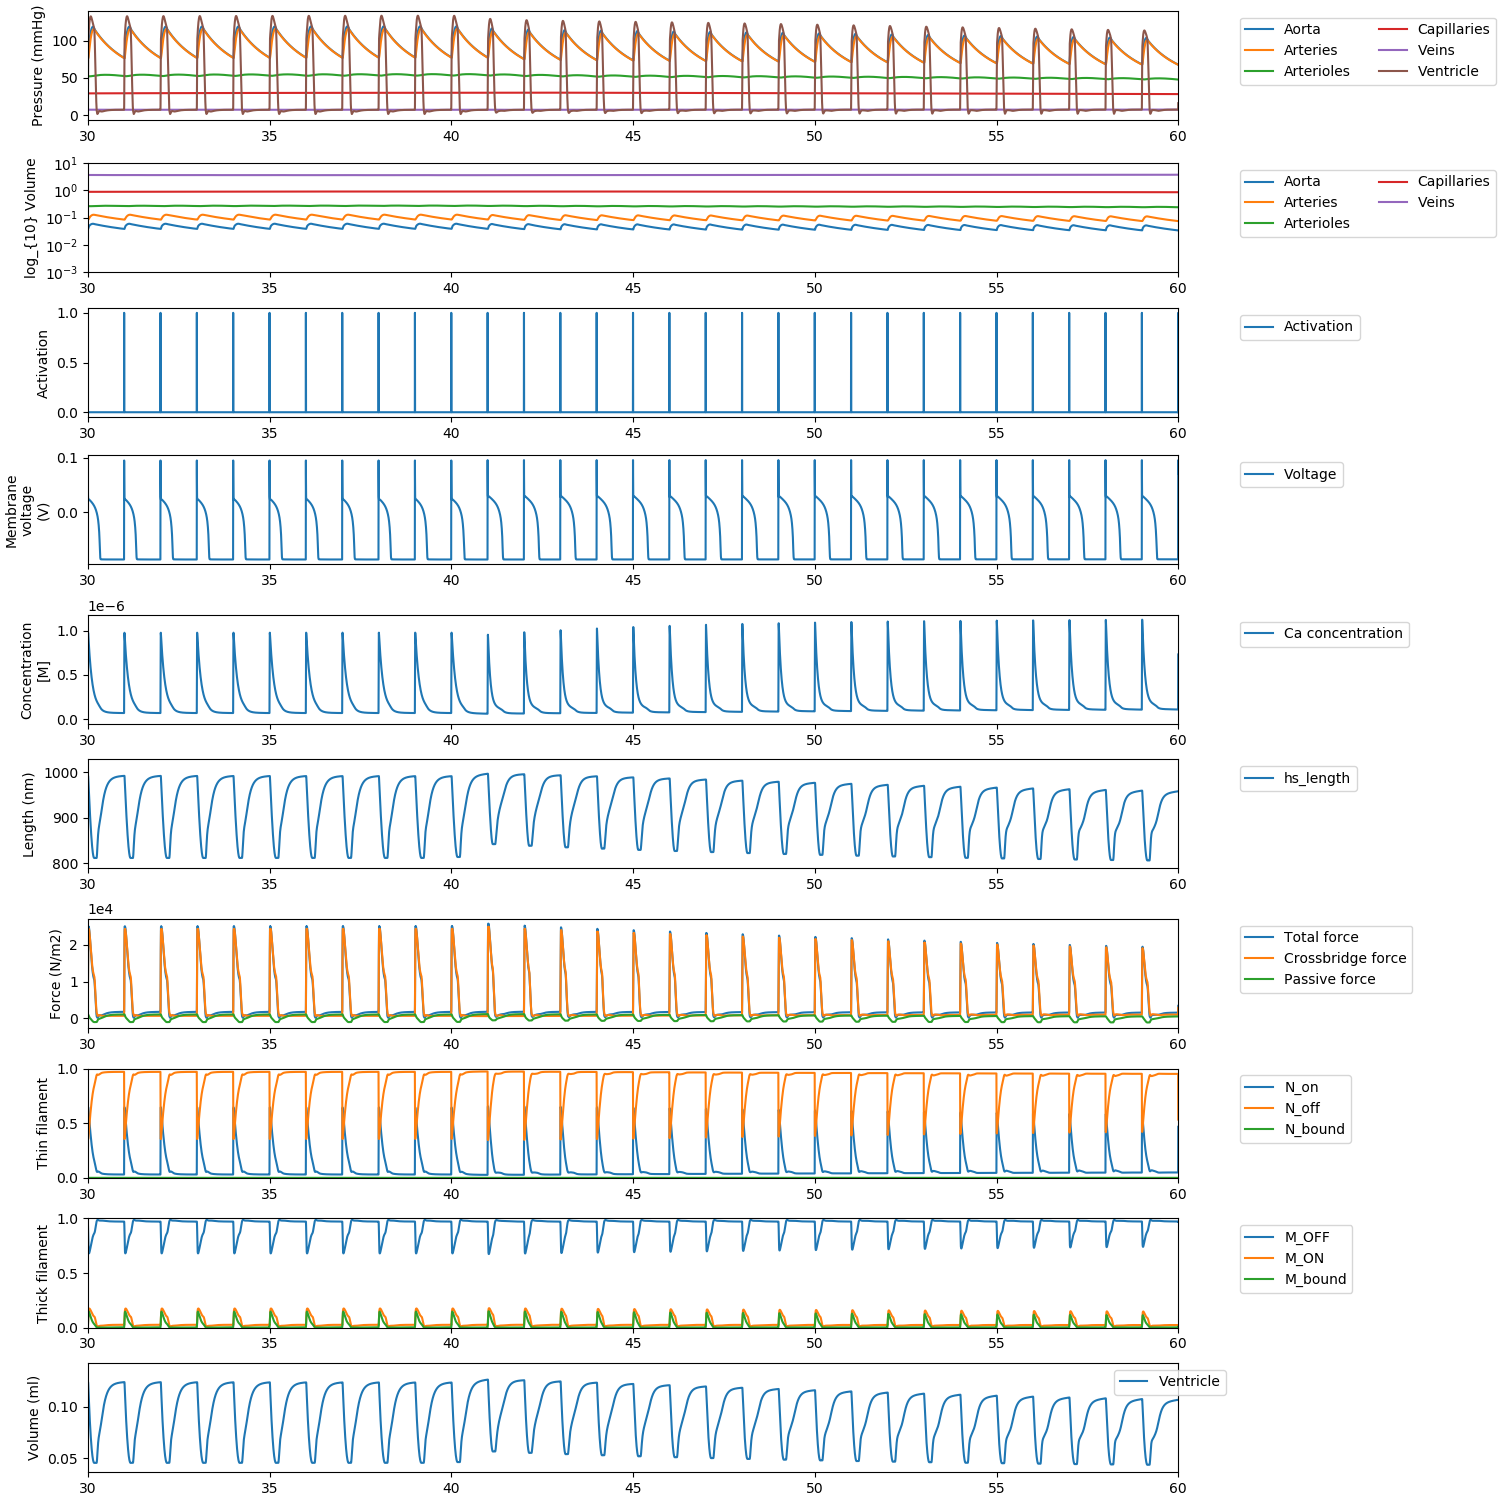 Pressure (mmHg)
100
50
0
30 35 40 45 50 55 60
Aorta Capillaries
Arteries Veins
Arterioles Ventricle
log_{10} Volume
10^1
10^0
10^−1
10^−2
10^−3
30 35 40 45 50 55 60
Aorta Capillaries
Arteries Veins
Arterioles
Activation
1.0
0.5
0.0
30 35 40 45 50 55 60
Activation
Membrane
voltage
(V)
0.1
0.0
30 35 40 45 50 55 60
Voltage
1e−6
Concentration
[M]
1.0
0.5
0.0
30 35 40 45 50 55 60
Ca concentration
Length (nm)
1000
900
800
30 35 40 45 50 55 60
hs_length
1e4
Force (N/m2)
2
1
0
30 35 40 45 50 55 60
Total force
Crossbridge force
Passive force
Thin filament
1.0
0.5
0.0
30 35 40 45 50 55 60
N_on
N_off
N_bound
Thick filament
1.0
0.5
0.0
30 35 40 45 50 55 60
M_OFF
M_ON
M_bound
Volume (ml)
0.10
0.05
30 35 40 45 50 55 60
Ventricle